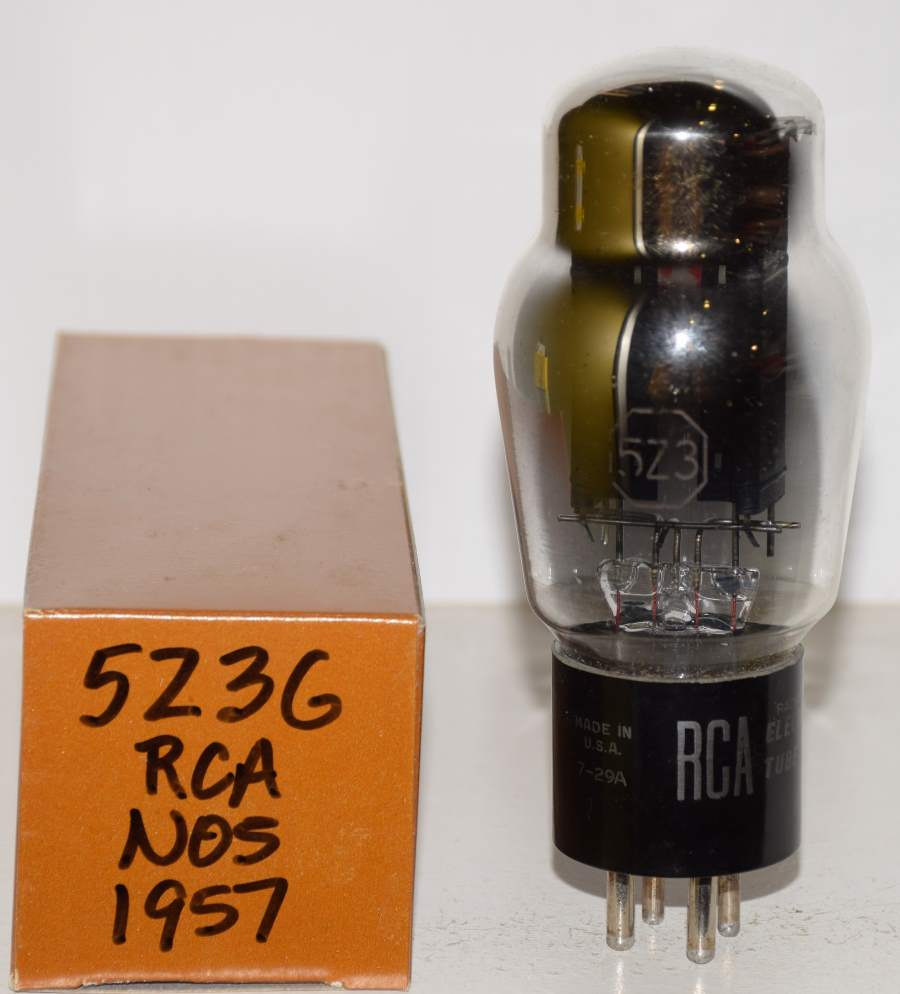 5Z3G
RCA
NOS
1957
5Z3
MADE IN
U.S.A.
7-29A
RCA